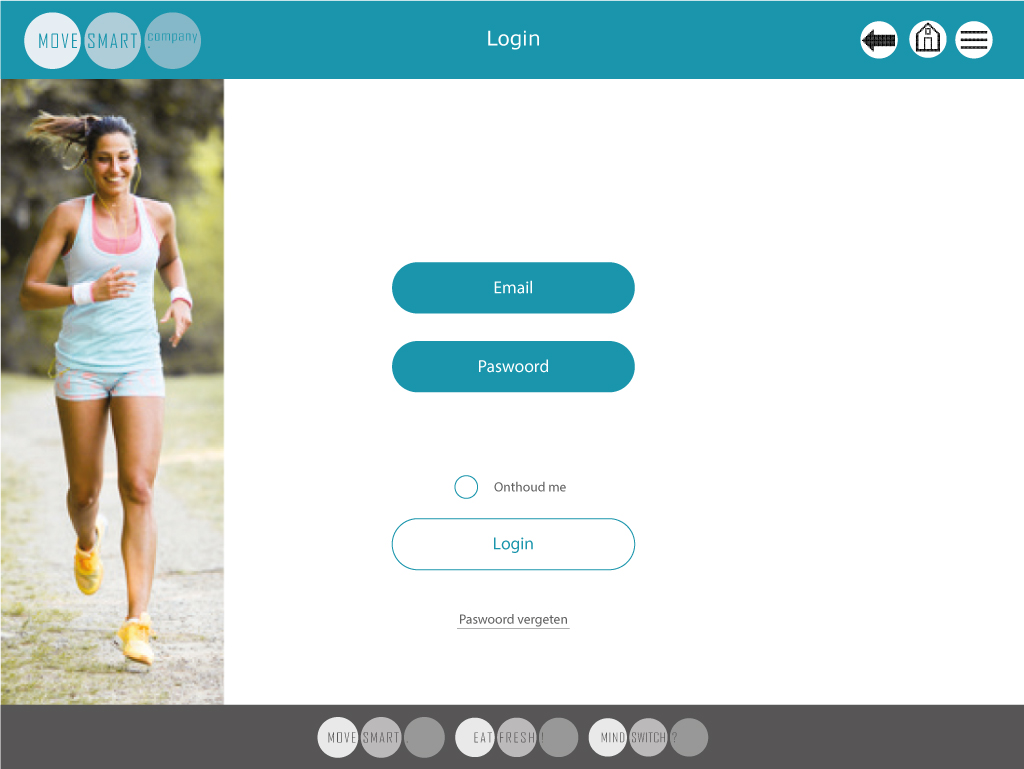 MOVE SMART .company
Login
Email
Paswoord
Onthoud me
Login
Paswoord vergeten
MOVE SMART .
EAT FRESH !
MIND SWITCH ?